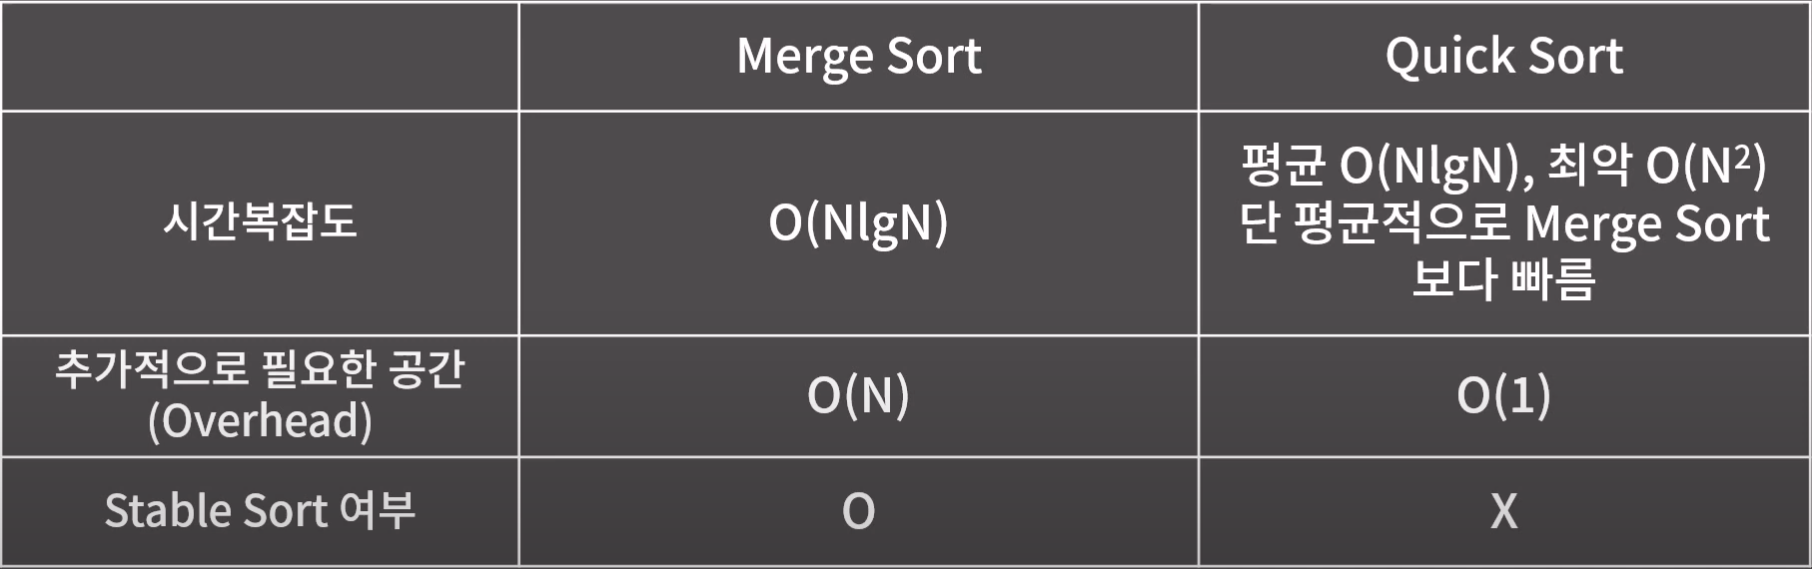 Merge Sort
Quick Sort
시간복잡도
O(NlgN)
평균 O(NlgN), 최악 O(N²)
단 평균적으로 Merge Sort
보다 빠름
추가적으로 필요한 공간
(Overhead)
O(N)
O(1)
Stable Sort 여부
O
X